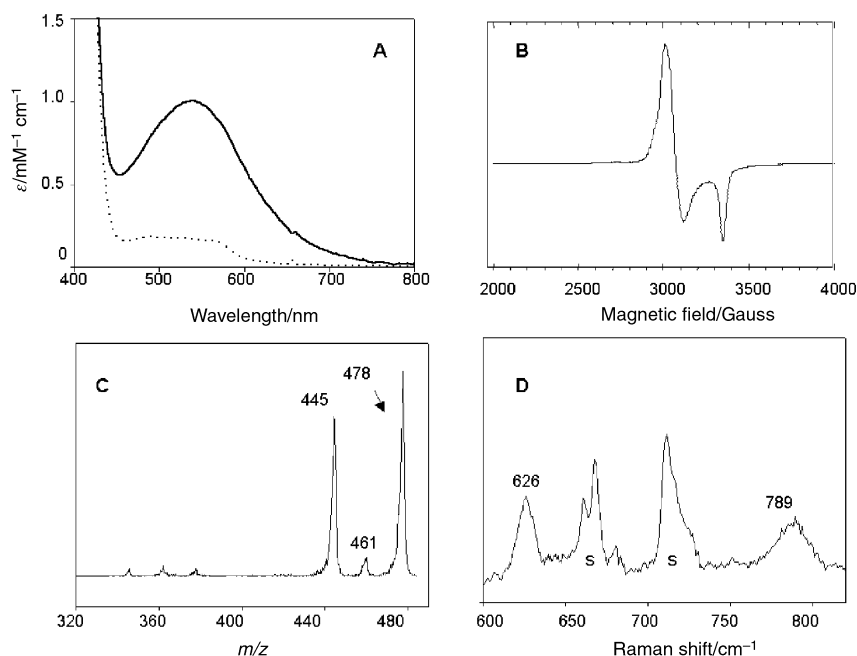 A
1.5
1.0
0.5
0
ε/mM⁻¹ cm⁻¹
400 500 600 700 800
Wavelength/nm
B
2000 2500 3000 3500 4000
Magnetic field/Gauss
C
478
445
461
320 360 400 440 480
m/z
D
626
789
S
S
600 650 700 750 800
Raman shift/cm⁻¹